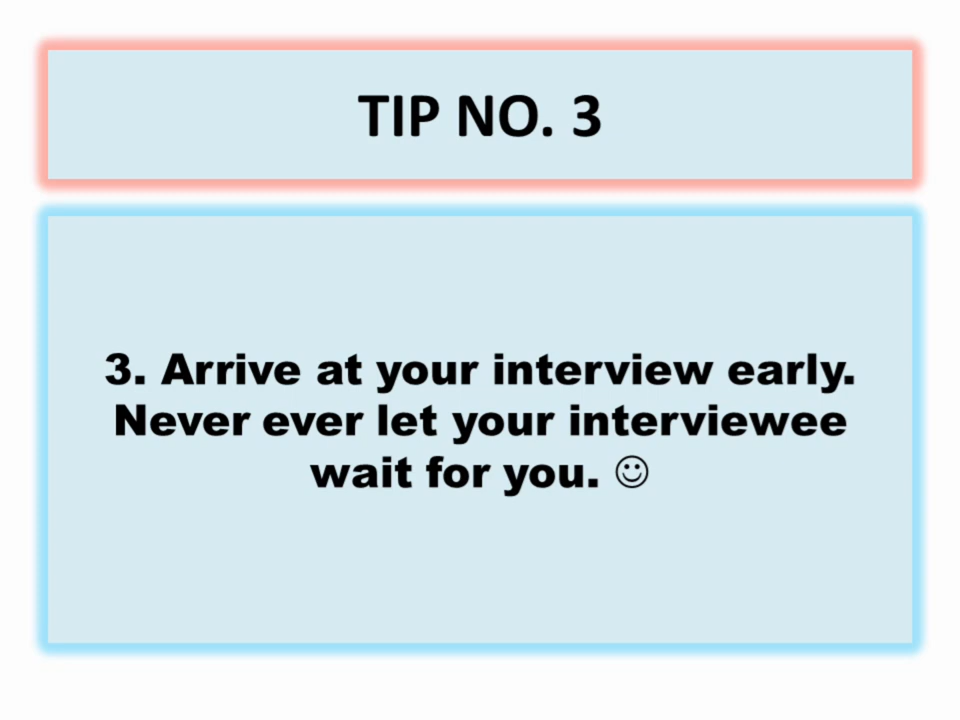 TIP NO. 3
3. Arrive at your interview early.
Never ever let your interviewee
wait for you. ☺